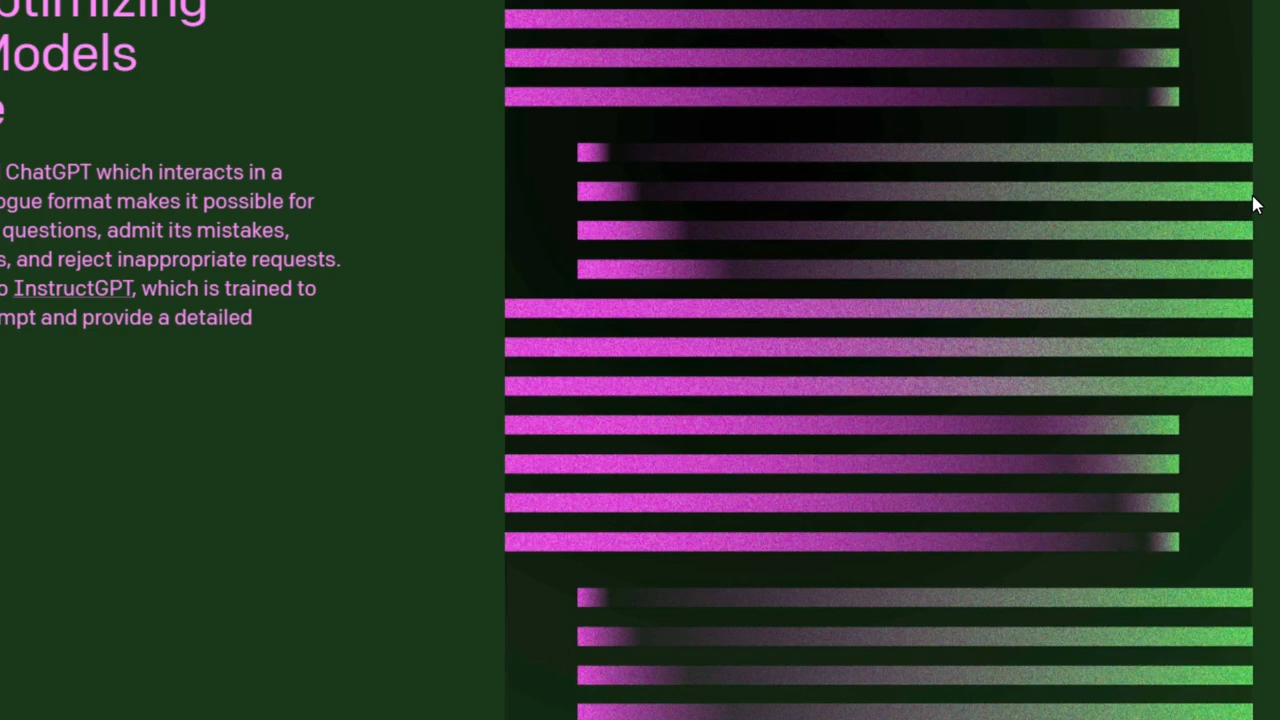 Models
ChatGPT which interacts in a
ogue format makes it possible for
questions, admit its mistakes,
s, and reject inappropriate requests.
o InstructGPT, which is trained to
mpt and provide a detailed